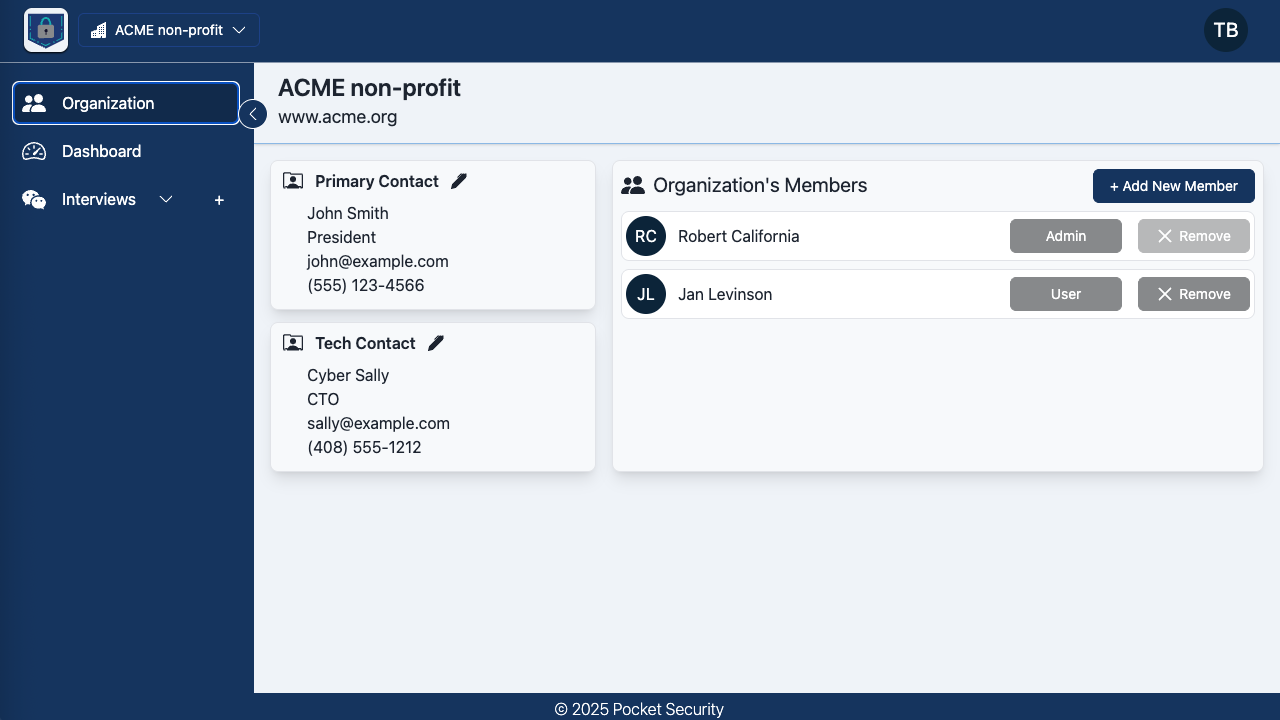 ACME non-profit
TB
Organization
Dashboard
Interviews
+
ACME non-profit
www.acme.org
Primary Contact
John Smith
President
john@example.com
(555) 123-4566
Tech Contact
Cyber Sally
CTO
sally@example.com
(408) 555-1212
Organization's Members
+ Add New Member
RC Robert California Admin Remove
JL Jan Levinson User Remove
© 2025 Pocket Security